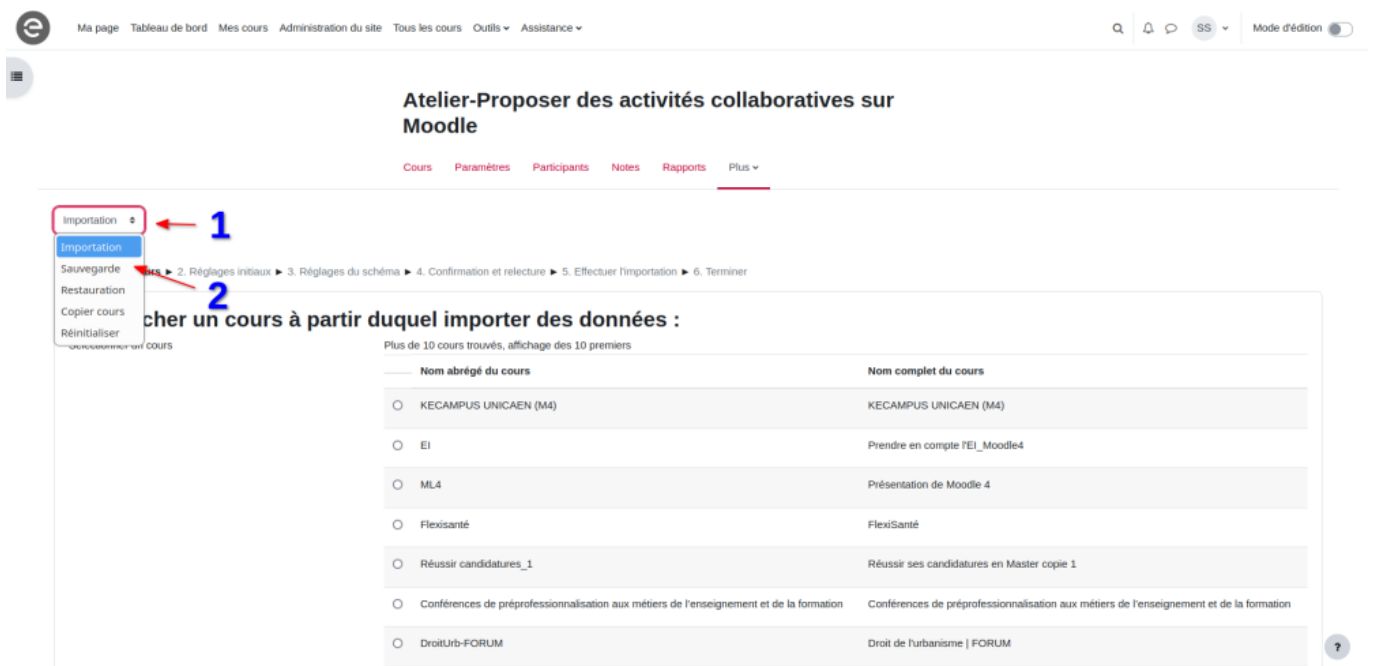 e
Ma page Tableau de bord Mes cours Administration du site Tous les cours Outils Assistance SS Mode d'édition
Atelier-Proposer des activités collaboratives sur
Moodle
Cours Paramètres Participants Notes Rapports Plus
Importation 1
Importation
Sauvegarde
rs ► 2. Réglages initiaux ► 3. Réglages du schéma ► 4. Confirmation et relecture ► 5. Effectuer l'importation ► 6. Terminer
Restauration 2
Copier cours
cher un cours à partir duquel importer des données :
Réinitialiser
Sélectionner un cours Plus de 10 cours trouvés, affichage des 10 premiers
Nom abrégé du cours Nom complet du cours
KECAMPUS UNICAEN (M4) KECAMPUS UNICAEN (M4)
EI Prendre en compte l'EI_Moodle4
ML4 Présentation de Moodle 4
Flexisanté FlexiSanté
Réussir candidatures_1 Réussir ses candidatures en Master copie 1
Conférences de préprofessionnalisation aux métiers de l'enseignement et de la formation Conférences de préprofessionnalisation aux métiers de l'enseignement et de la formation
DroitUrb-FORUM Droit de l'urbanisme | FORUM
?